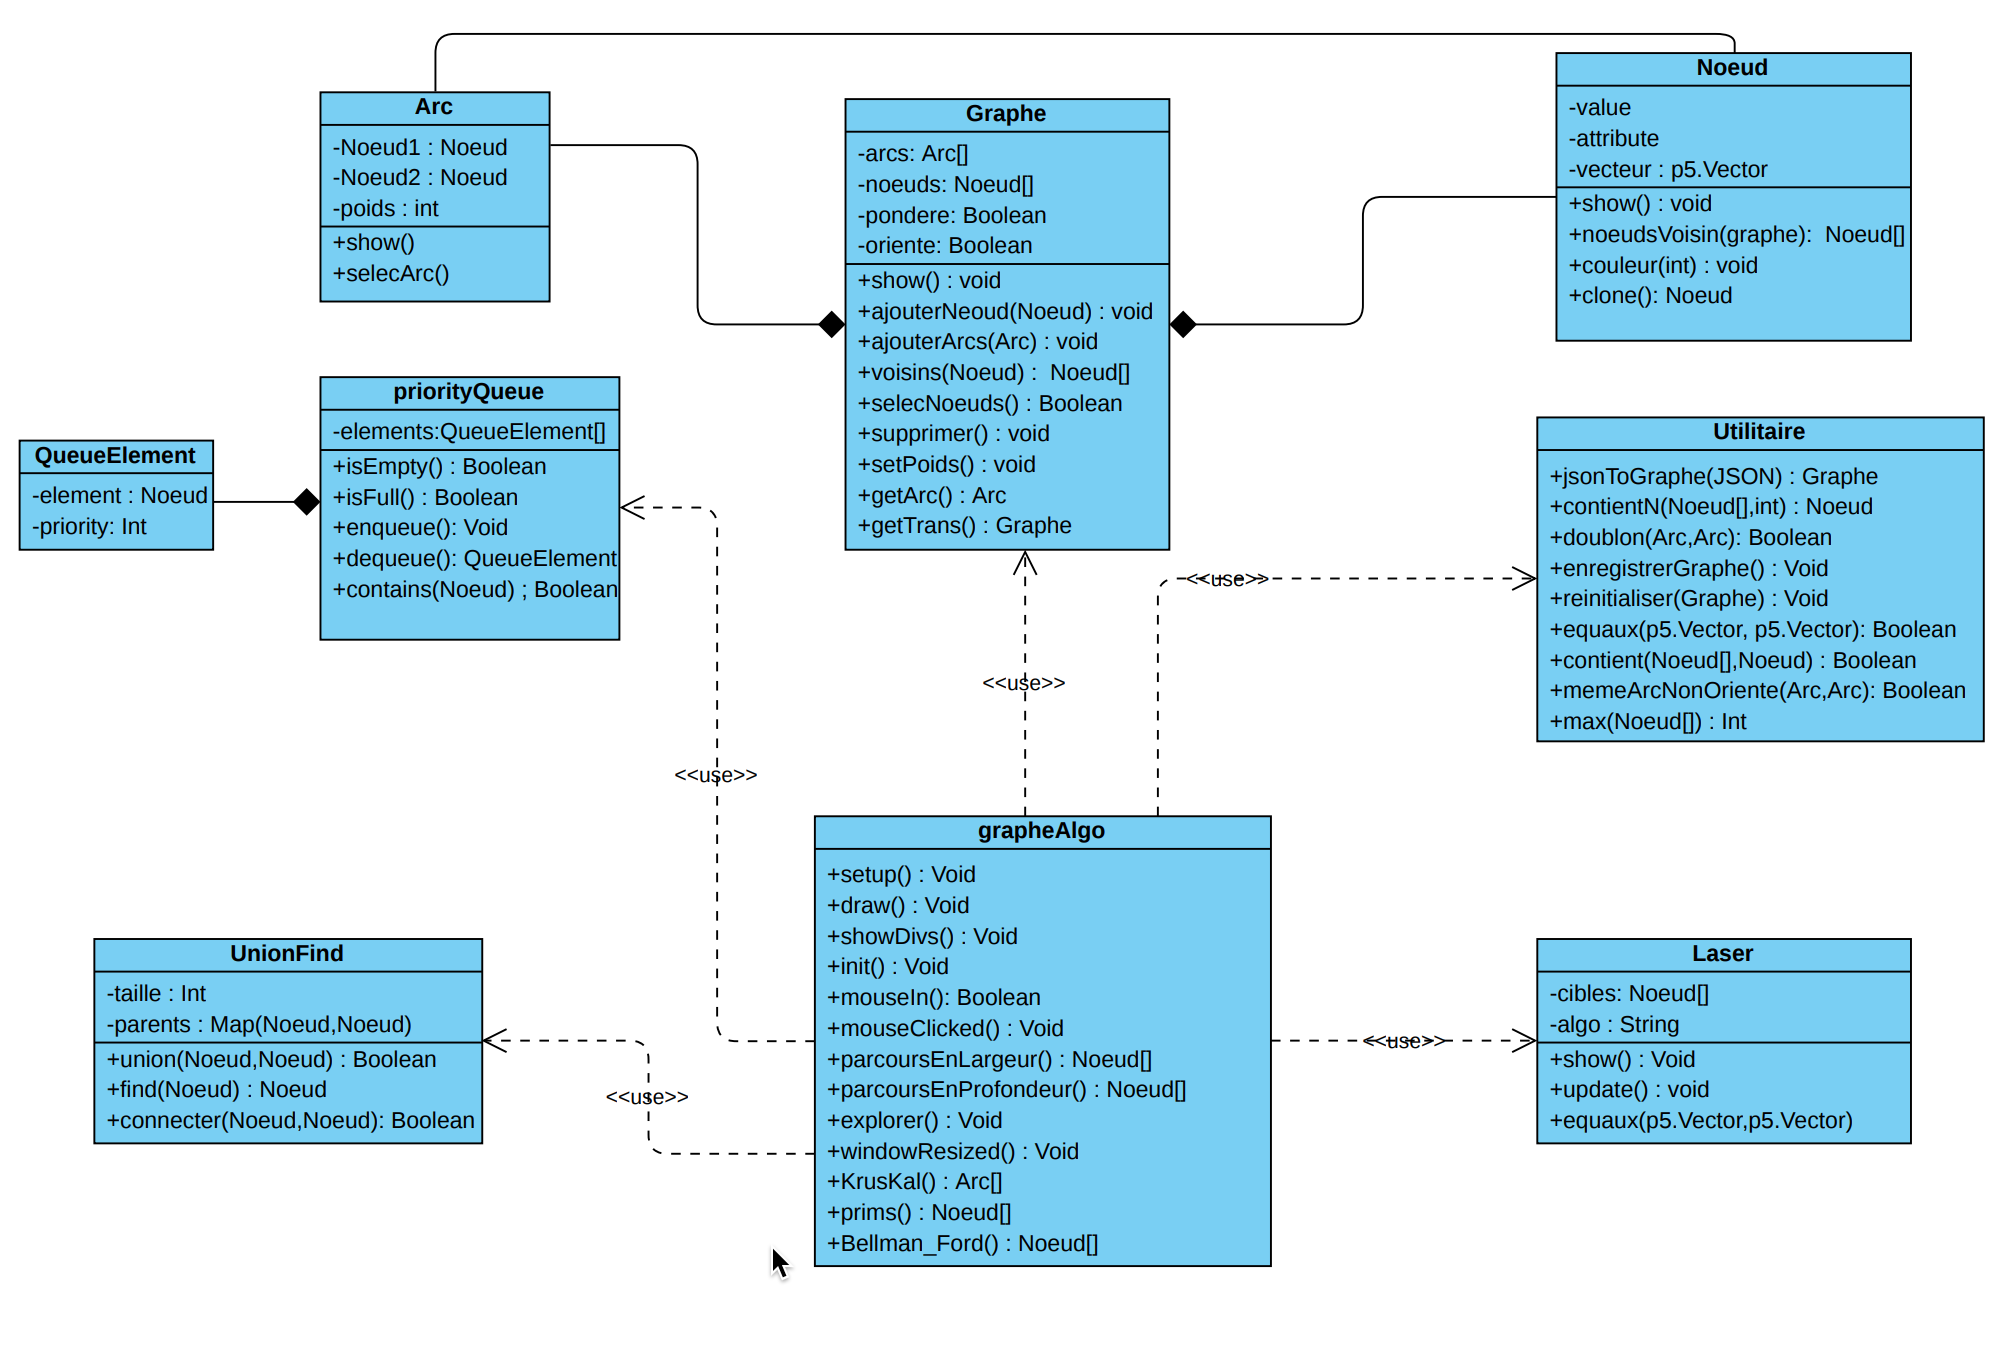 Arc
-Noeud1 : Noeud
-Noeud2 : Noeud
-poids : int
+show()
+selecArc()
Graphe
-arcs: Arc[]
-noeuds: Noeud[]
-pondere: Boolean
-oriente: Boolean
+show() : void
+ajouterNeoud(Noeud) : void
+ajouterArcs(Arc) : void
+voisins(Noeud) :  Noeud[]
+selecNoeuds() : Boolean
+supprimer() : void
+setPoids() : void
+getArc() : Arc
+getTrans() : Graphe
Noeud
-value
-attribute
-vecteur : p5.Vector
+show() : void
+noeudsVoisin(graphe):  Noeud[]
+couleur(int) : void
+clone(): Noeud
QueueElement
-element : Noeud
-priority: Int
priorityQueue
-elements:QueueElement[]
+isEmpty() : Boolean
+isFull() : Boolean
+enqueue(): Void
+dequeue(): QueueElement
+contains(Noeud) ; Boolean
Utilitaire
+jsonToGraphe(JSON) : Graphe
+contientN(Noeud[],int) : Noeud
+doublon(Arc,Arc): Boolean
+enregistrerGraphe() : Void
+reinitialiser(Graphe) : Void
+equaux(p5.Vector, p5.Vector): Boolean
+contient(Noeud[],Noeud) : Boolean
+memeArcNonOriente(Arc,Arc): Boolean
+max(Noeud[]) : Int
<<use>>
<<use>>
<<use>>
UnionFind
-taille : Int
-parents : Map(Noeud,Noeud)
+union(Noeud,Noeud) : Boolean
+find(Noeud) : Noeud
+connecter(Noeud,Noeud): Boolean
<<use>>
grapheAlgo
+setup() : Void
+draw() : Void
+showDivs() : Void
+init() : Void
+mouseIn(): Boolean
+mouseClicked() : Void
+parcoursEnLargeur() : Noeud[]
+parcoursEnProfondeur() : Noeud[]
+explorer() : Void
+windowResized() : Void
+KrusKal() : Arc[]
+prims() : Noeud[]
+Bellman_Ford() : Noeud[]
<<use>>
Laser
-cibles: Noeud[]
-algo : String
+show() : Void
+update() : void
+equaux(p5.Vector,p5.Vector)